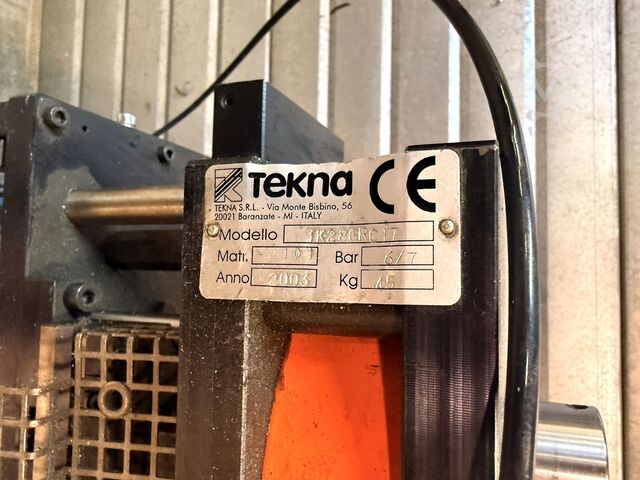 TEKNA CE
TEKNA S.R.L. - Via Monte Bisbino, 56
20021 Baranzate - MI - ITALY
Modello
Matr. Bar 6/7
Anno 2003 Kg 45